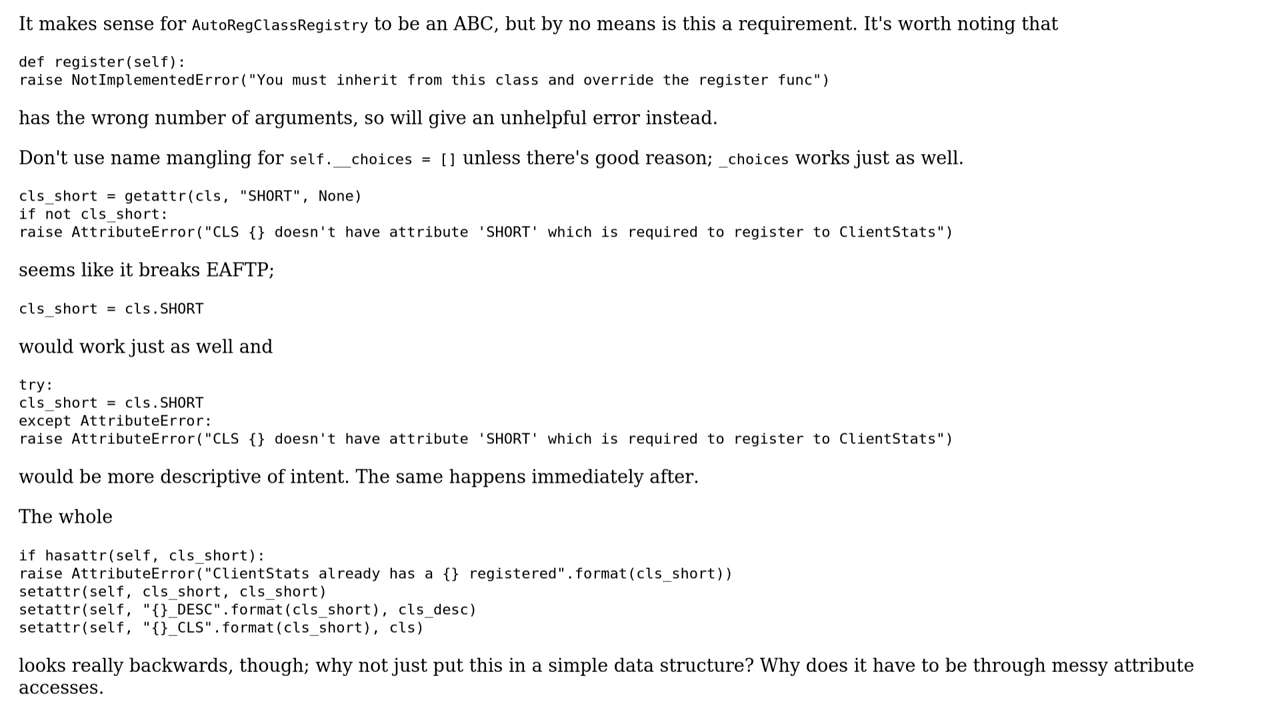 It makes sense for AutoRegClassRegistry to be an ABC, but by no means is this a requirement. It's worth noting that
def register(self):
raise NotImplementedError("You must inherit from this class and override the register func")
has the wrong number of arguments, so will give an unhelpful error instead.
Don't use name mangling for self.__choices = [] unless there's good reason; _choices works just as well.
cls_short = getattr(cls, "SHORT", None)
if not cls_short:
raise AttributeError("CLS {} doesn't have attribute 'SHORT' which is required to register to ClientStats")
seems like it breaks EAFTP;
cls_short = cls.SHORT
would work just as well and
try:
cls_short = cls.SHORT
except AttributeError:
raise AttributeError("CLS {} doesn't have attribute 'SHORT' which is required to register to ClientStats")
would be more descriptive of intent. The same happens immediately after.
The whole
if hasattr(self, cls_short):
raise AttributeError("ClientStats already has a {} registered".format(cls_short))
setattr(self, cls_short, cls_short)
setattr(self, "{}_DESC".format(cls_short), cls_desc)
setattr(self, "{}_CLS".format(cls_short), cls)
looks really backwards, though; why not just put this in a simple data structure? Why does it have to be through messy attribute
accesses.